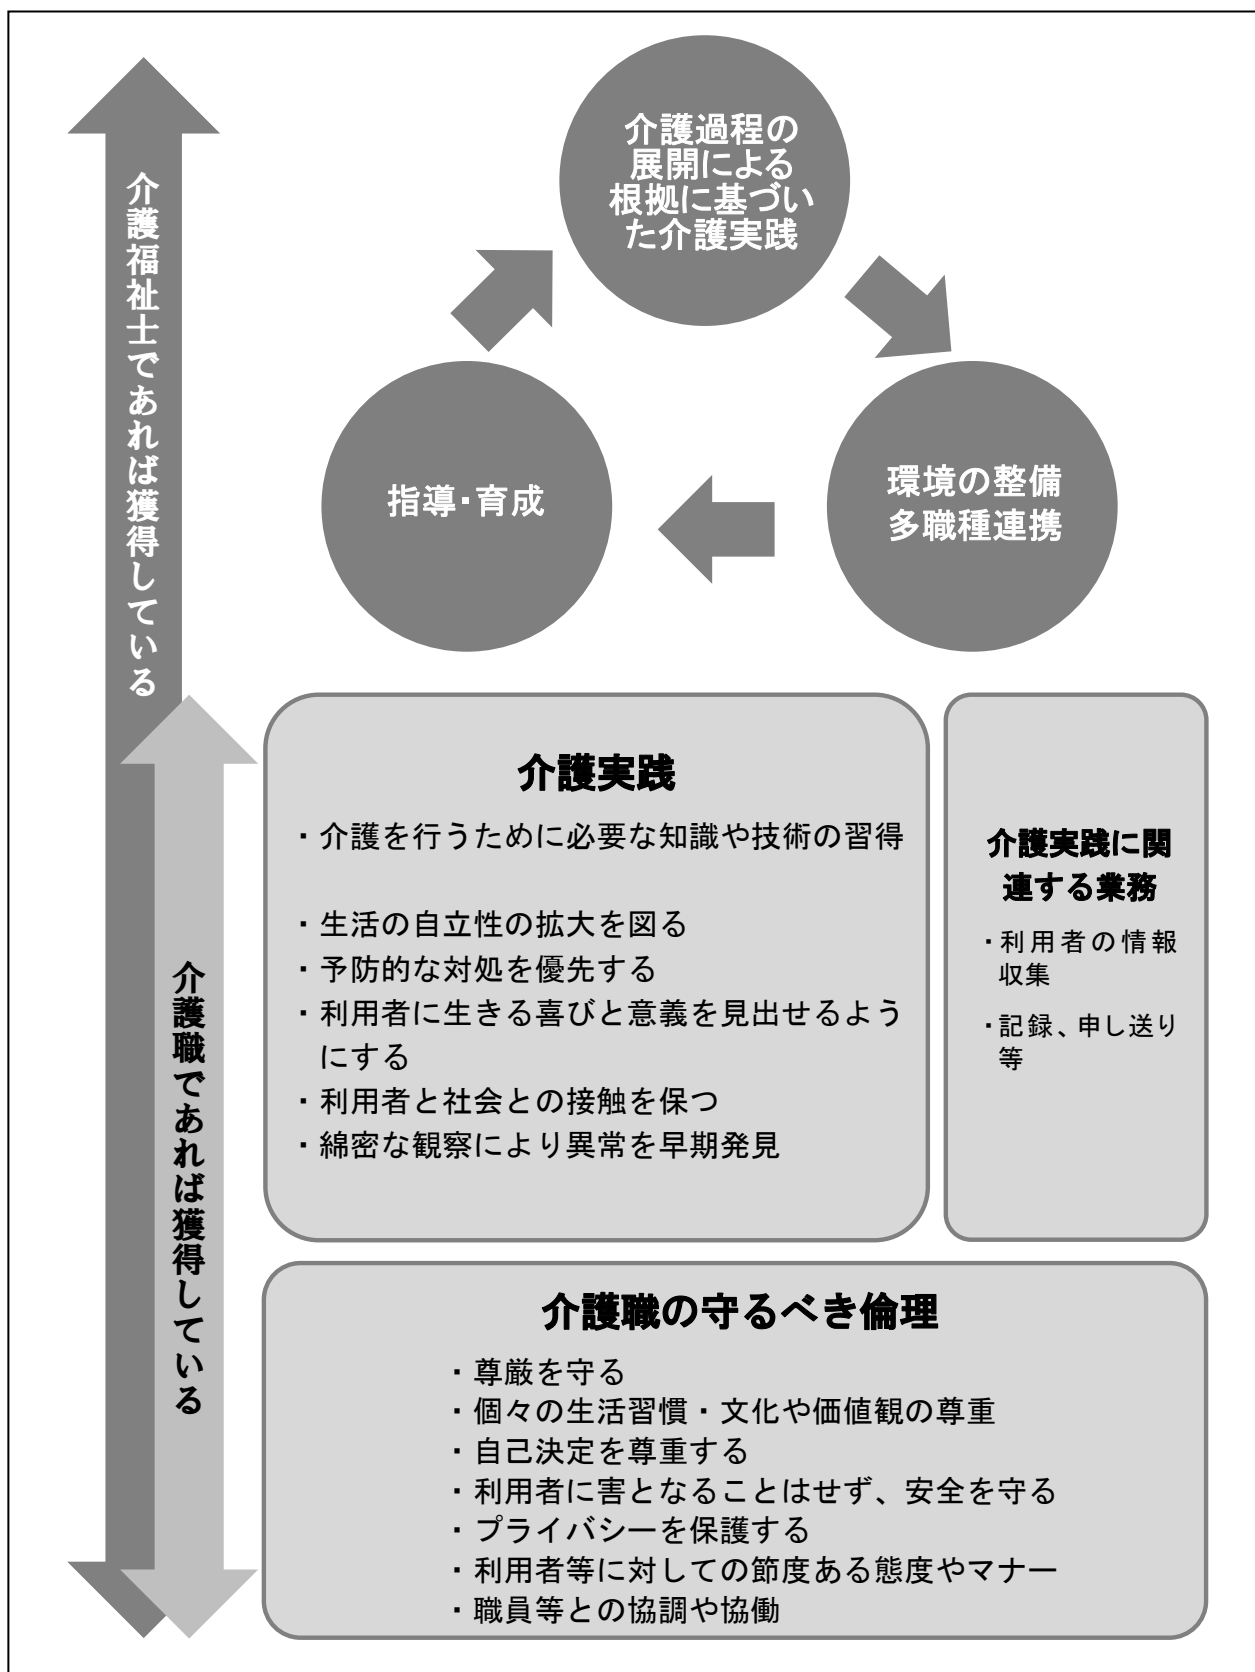 介護福祉士であれば獲得している
介護過程の
展開による
根拠に基づい
た介護実践
環境の整備
多職種連携
指導・育成
介護職であれば獲得している
介護実践
・介護を行うために必要な知識や技術の習得
・生活の自立性の拡大を図る
・予防的な対処を優先する
・利用者に生きる喜びと意義を見出せるよう
にする
・利用者と社会との接触を保つ
・綿密な観察により異常を早期発見
介護実践に関
連する業務
・利用者の情報
収集
・記録、申し送り
等
介護職の守るべき倫理
・尊厳を守る
・個々の生活習慣・文化や価値観の尊重
・自己決定を尊重する
・利用者に害となることはせず、安全を守る
・プライバシーを保護する
・利用者等に対しての節度ある態度やマナー
・職員等との協調や協働